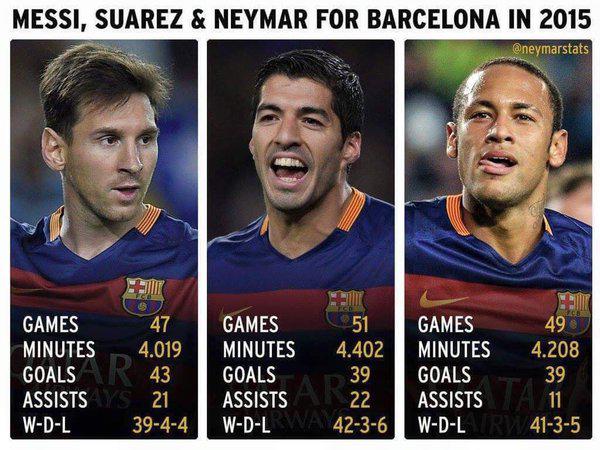 MESSI, SUAREZ & NEYMAR FOR BARCELONA IN 2015
@neymarstats
GAMES 47
MINUTES 4.019
GOALS 43
ASSISTS 21
W-D-L 39-4-4
GAMES 51
MINUTES 4.402
GOALS 39
ASSISTS 22
W-D-L 42-3-6
GAMES 49
MINUTES 4.208
GOALS 39
ASSISTS 11
W-D-L 41-3-5